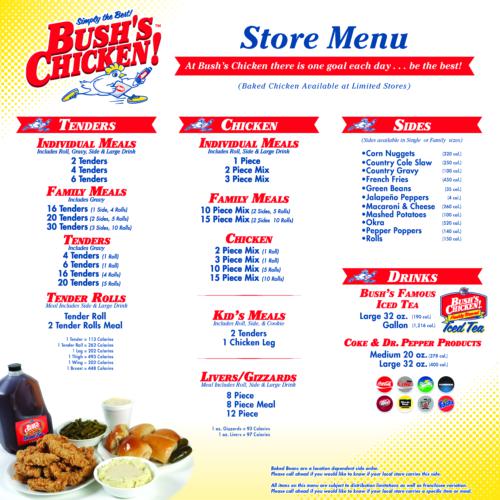 Simply the Best!
BUSH'S
CHICKEN!
™
Store Menu
At Bush's Chicken there is one goal each day . . . be the best!
(Baked Chicken Available at Limited Stores)
TENDERS
INDIVIDUAL MEALS
Includes Roll, Gravy, Side & Large Drink
2 Tenders
4 Tenders
6 Tenders
FAMILY MEALS
Includes Gravy
16 Tenders (1 Side, 4 Rolls)
20 Tenders (2 Sides, 5 Rolls)
30 Tenders (3 Sides, 10 Rolls)
TENDERS
Includes Gravy
4 Tenders (1 Roll)
6 Tenders (1 Roll)
16 Tenders (4 Rolls)
20 Tenders (5 Rolls)
TENDER ROLLS
Meal Includes Side & Large Drink
Tender Roll
2 Tender Rolls Meal
1 Tender = 113 Calories
1 Tender Roll = 262 Calories
1 Leg = 202 Calories
1 Thigh = 493 Calories
1 Wing = 202 Calories
1 Breast = 448 Calories
CHICKEN
INDIVIDUAL MEALS
Includes Roll, Side & Large Drink
1 Piece
2 Piece Mix
3 Piece Mix
FAMILY MEALS
10 Piece Mix (2 Sides, 5 Rolls)
15 Piece Mix (2 Sides 10 Rolls)
CHICKEN
2 Piece Mix (1 Roll)
3 Piece Mix (1 Roll)
10 Piece Mix (5 Rolls)
15 Piece Mix (10 Rolls)
KID'S MEALS
Includes Roll, Side, & Cookie
2 Tenders
1 Chicken Leg
LIVERS/GIZZARDS
Meal Includes Roll, Side & Large Drink
8 Piece
8 Piece Meal
12 Piece
1 oz. Gizzards = 93 Calories
1 oz. Livers = 97 Calories
SIDES
(Sides available in Single or Family sizes)
•Corn Nuggets (320 cal.)
•Country Cole Slaw (250 cal.)
•Country Gravy (100 cal.)
•French Fries (450 cal.)
•Green Beans (35 cal.)
•Jalapeño Peppers (4 cal.)
•Macaroni & Cheese (260 cal.)
•Mashed Potatoes (100 cal.)
•Okra (320 cal.)
•Pepper Poppers (140 cal.)
•Rolls (150 cal.)
DRINKS
BUSH'S FAMOUS
ICED TEA
Large 32 oz. (190 cal.)
Gallon (1,216 cal.)
BUSH'S
CHICKEN!
Iced Tea
COKE & DR. PEPPER PRODUCTS
Medium 20 oz. (278 cal.)
Large 32 oz. (400 cal.)
Baked Beans are a location dependent side order.
Please call ahead if you would like to know if your local store carries this side.
All items on this menu are subject to distribution limitations as well as franchisee variation.
Please call ahead if you would like to know if your local store carries a specific item or meal.